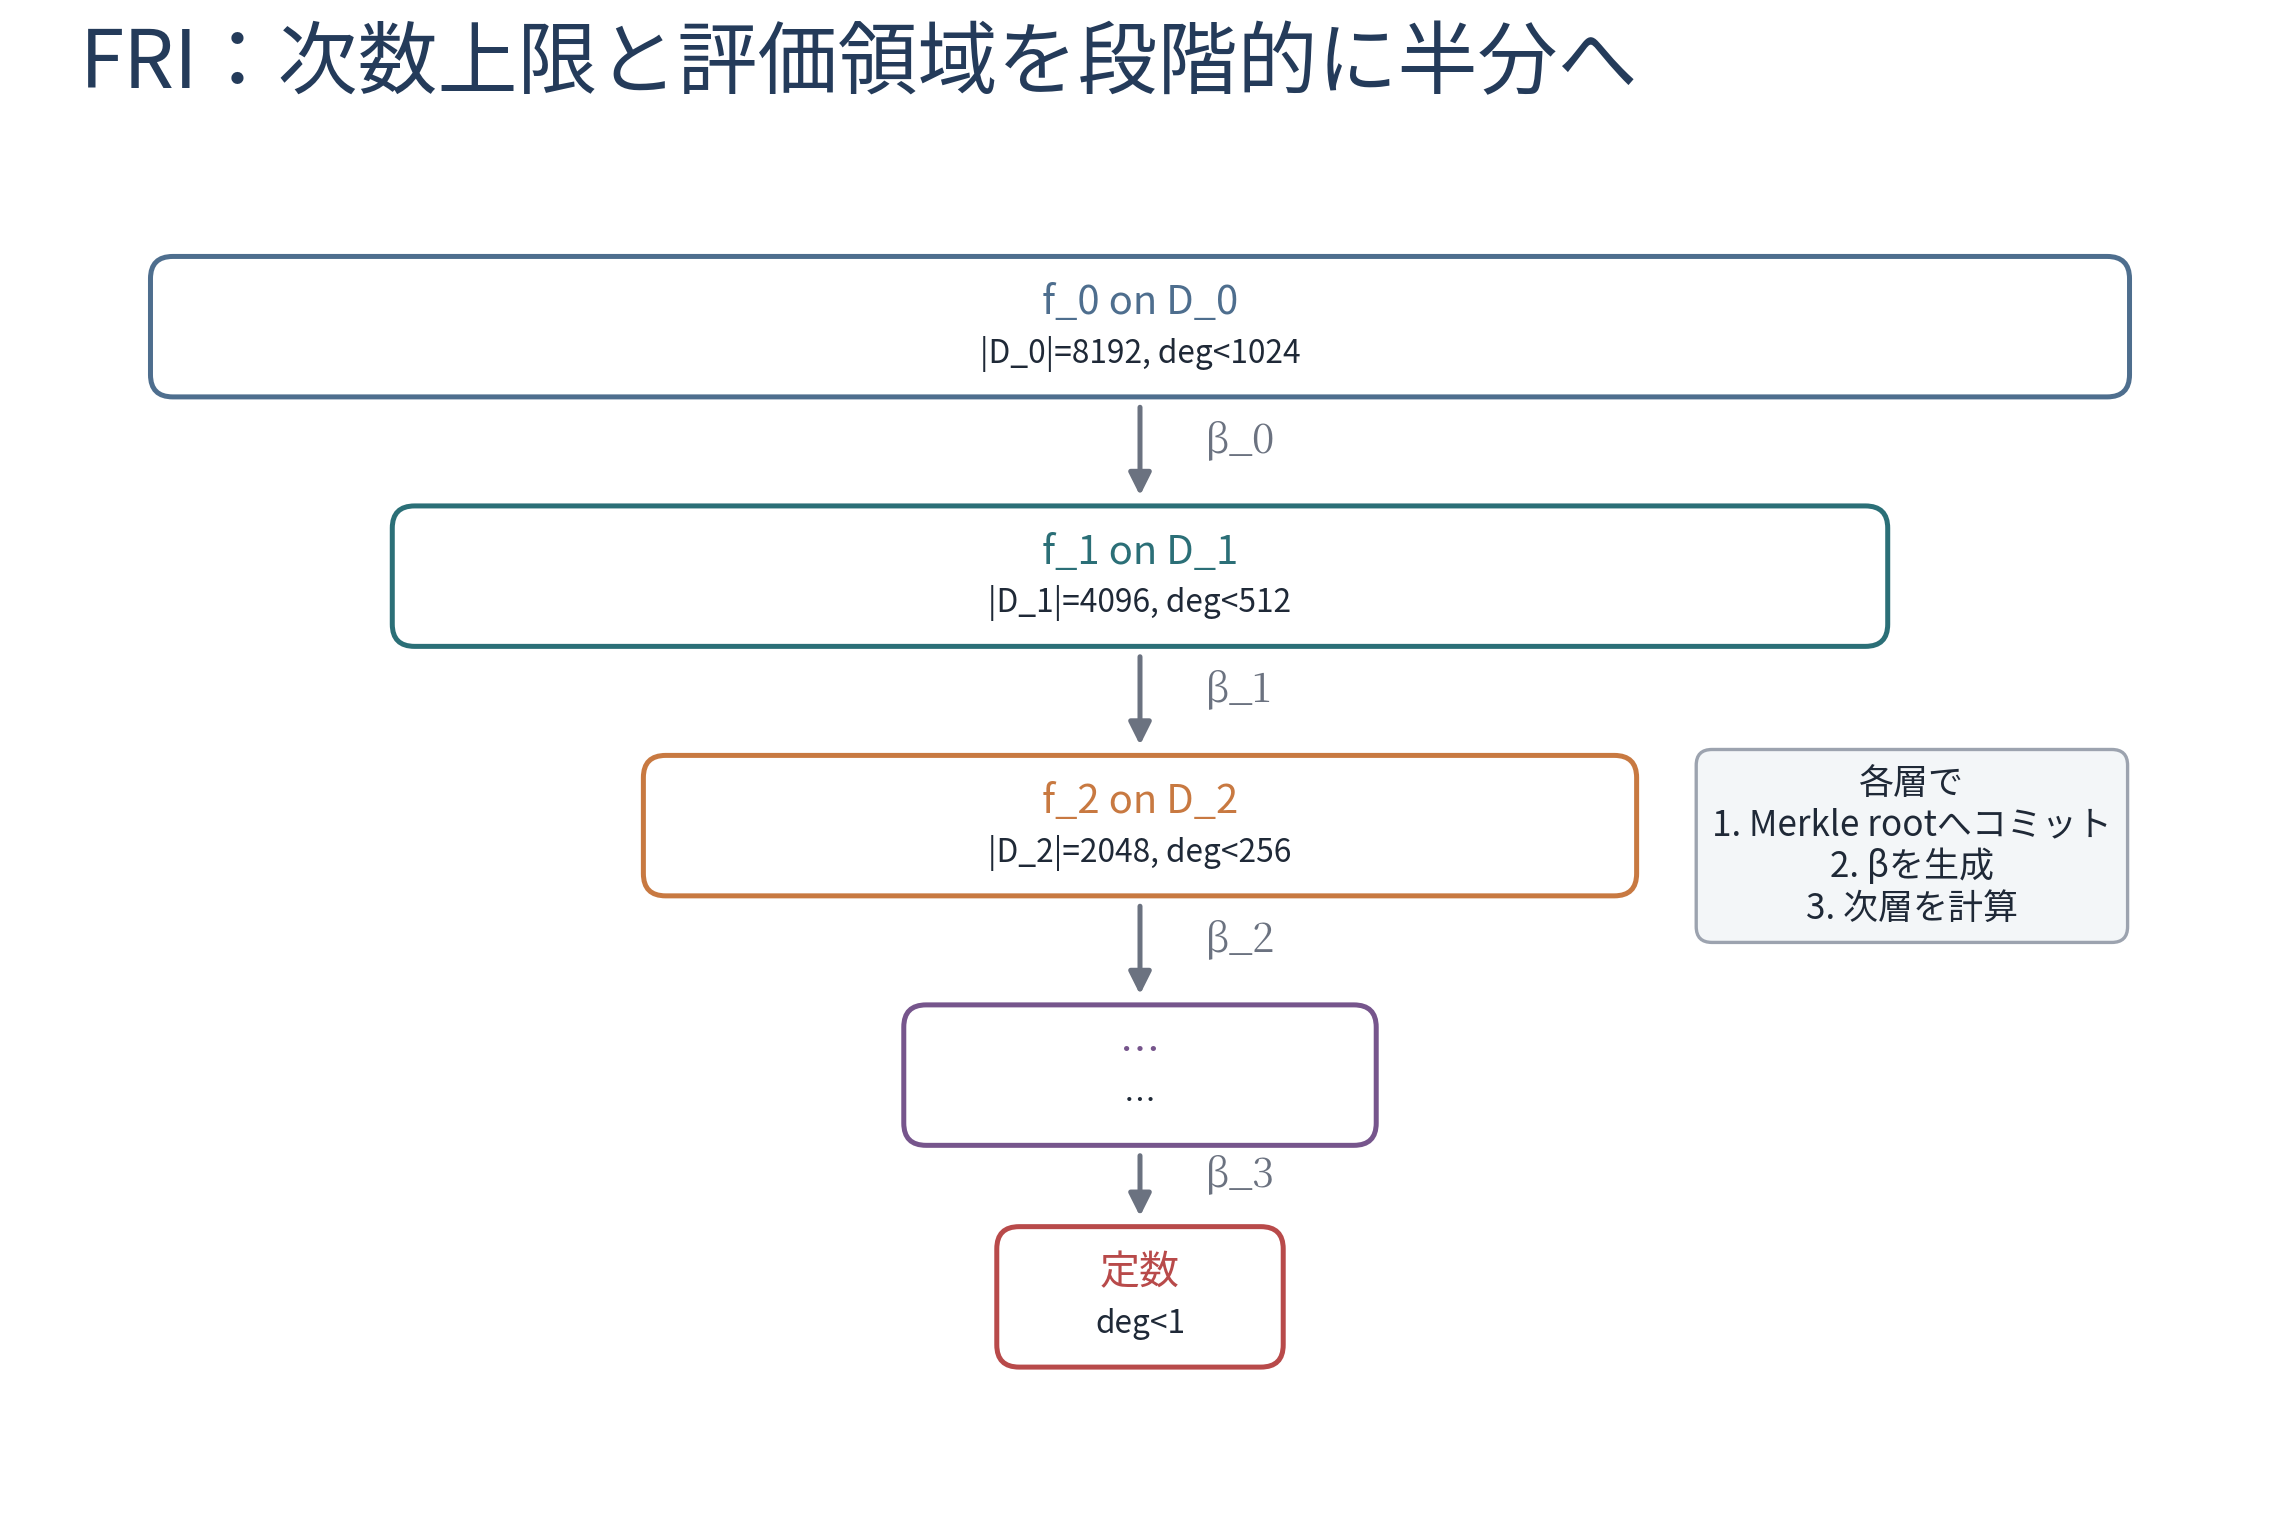 FRI：次数上限と評価領域を段階的に半分へ
f_0 on D_0
|D_0|=8192, deg<1024
β_0
f_1 on D_1
|D_1|=4096, deg<512
β_1
f_2 on D_2
|D_2|=2048, deg<256
各層で
1. Merkle rootへコミット
2. βを生成
3. 次層を計算
β_2
…
...
β_3
定数
deg<1